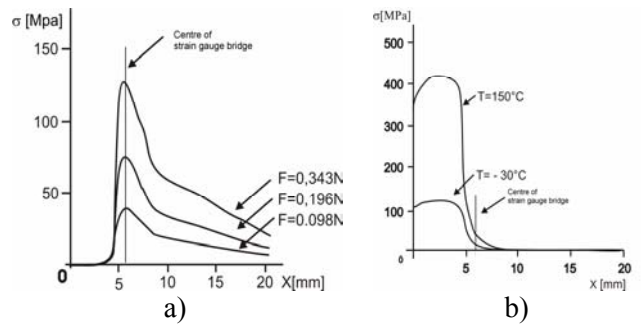 σ [Mpa]
Centre of
strain gauge bridge
150
100
50
0
5
10
15
20
X[mm]
F=0,343N
F=0,196N
F=0.098N
a)
σ[MPa]
500
400
300
200
100
0
0
5
10
15
20
X [mm]
T=150°C
T= - 30°C
Centre of
strain gauge bridge
b)